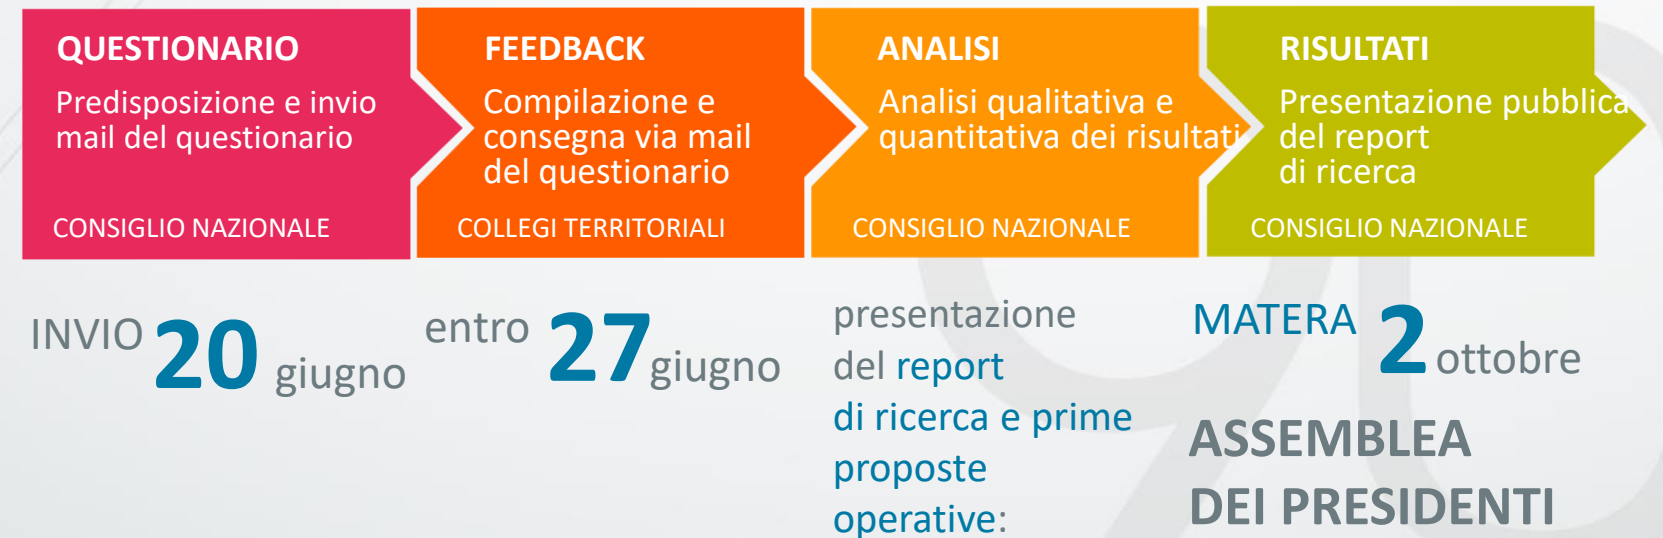 QUESTIONARIO
Predisposizione e invio
mail del questionario
CONSIGLIO NAZIONALE
FEEDBACK
Compilazione e
consegna via mail
del questionario
COLLEGI TERRITORIALI
ANALISI
Analisi qualitativa e
quantitativa dei risultati
CONSIGLIO NAZIONALE
RISULTATI
Presentazione pubblica
del report
di ricerca
CONSIGLIO NAZIONALE
INVIO 20 giugno
entro 27 giugno
presentazione
del report
di ricerca e prime
proposte
operative:
MATERA 2 ottobre
ASSEMBLEA
DEI PRESIDENTI